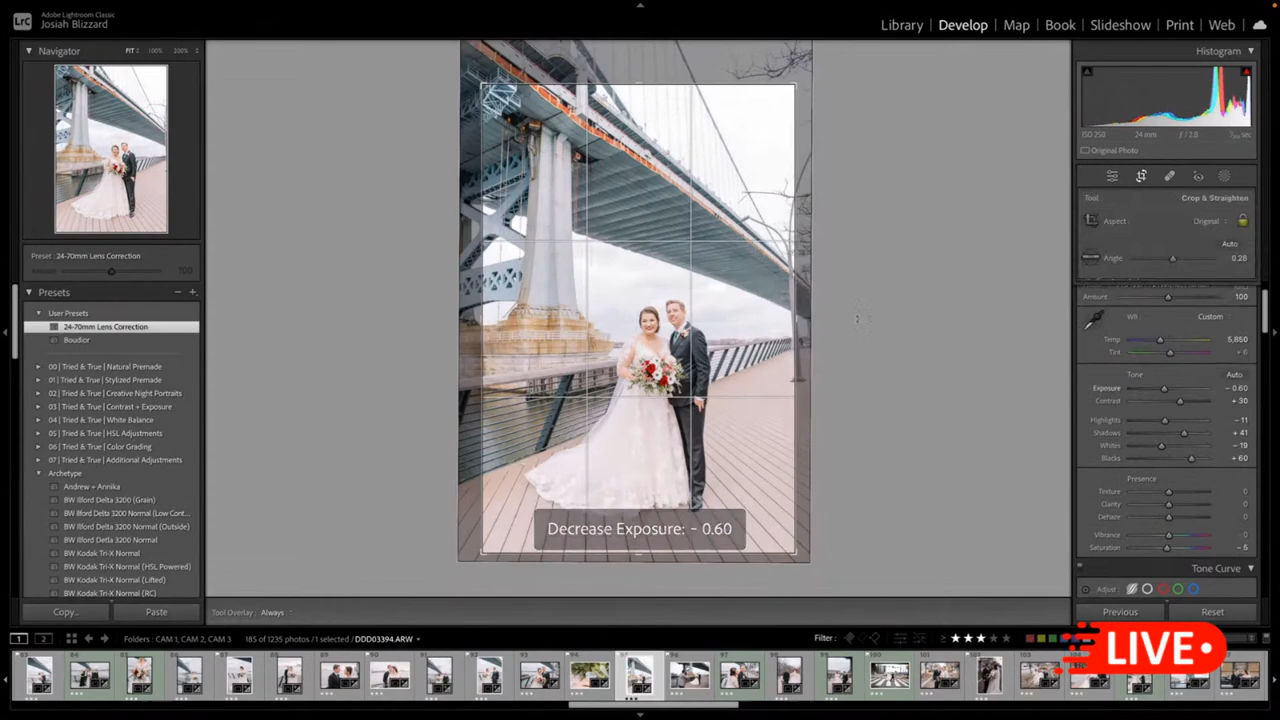 LrC
Adobe Lightroom Classic
Josiah Blizzard
Library | Develop | Map | Book | Slideshow | Print | Web
Navigator
FIT
100%
200%
Preset: 24-70mm Lens Correction
Amount
100
Presets
User Presets
24-70mm Lens Correction
Boudior
00 | Tried & True | Natural Premade
01 | Tried & True | Stylized Premade
02 | Tried & True | Creative Night Portraits
03 | Tried & True | Contrast + Exposure
04 | Tried & True | White Balance
05 | Tried & True | HSL Adjustments
06 | Tried & True | Color Grading
07 | Tried & True | Additional Adjustments
Archetype
Andrew + Annika
BW Ilford Delta 3200 (Grain)
BW Ilford Delta 3200 Normal (Low Cont...
BW Ilford Delta 3200 Normal (Outside)
BW Ilford Detla 3200 Normal
BW Kodak Tri-X Normal
BW Kodak Tri-X Normal (HSL Powered)
BW Kodak Tri-X Normal (Lifted)
BW Kodak Tri-X Normal (RC)
Copy...
Paste
Decrease Exposure: - 0.60
Tool Overlay: Always
Histogram
ISO 250
24 mm
f / 2.8
sec
Original Photo
Tool
Crop & Straighten
Aspect:
Original
Auto
Angle
0.28
Amount
100
WB:
Custom
Temp
5,850
Tint
+ 6
Tone
Auto
Exposure
- 0.60
Contrast
+ 30
Highlights
- 11
Shadows
+ 41
Whites
- 19
Blacks
+ 60
Presence
Texture
0
Clarity
0
Dehaze
0
Vibrance
0
Saturation
- 5
Tone Curve
Adjust:
Previous
Reset
1
2
Folders : CAM 1, CAM 2, CAM 3
185 of 1235 photos / 1 selected / DDD03394.ARW
Filter :
LIVE